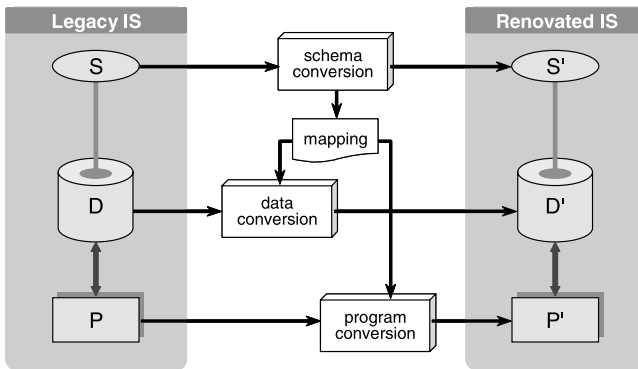 Legacy IS
Renovated IS
S
schema
conversion
S'
mapping
D
data
conversion
D'
P
program
conversion
P'